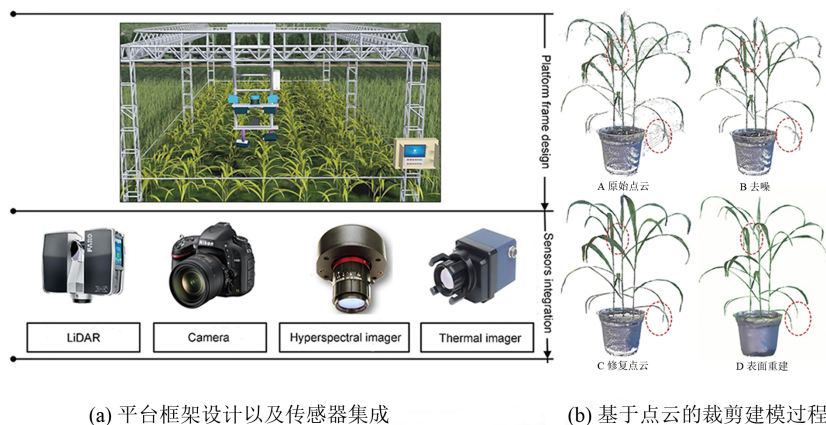 Platform frame design
Sensors integration
FARO
Nikon
LiDAR
Camera
Hyperspectral imager
Thermal imager
A 原始点云
B 去噪
C 修复点云
D 表面重建
(a) 平台框架设计以及传感器集成
(b) 基于点云的裁剪建模过程